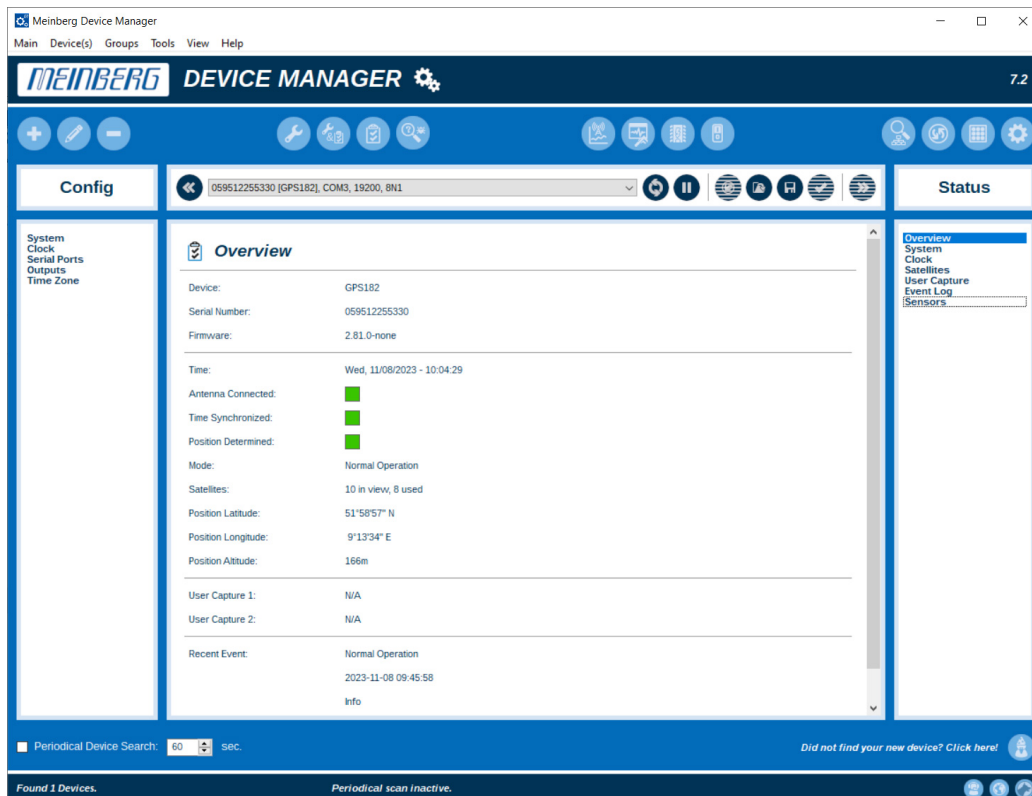 Meinberg Device Manager
Main Device(s) Groups Tools View Help
MEINBERG DEVICE MANAGER 7.2
Config
059512255330 [GPS182], COM3, 19200, 8N1
Status
System
Clock
Serial Ports
Outputs
Time Zone
Overview
Device: GPS182
Serial Number: 059512255330
Firmware: 2.81.0-none
Time: Wed, 11/08/2023 - 10:04:29
Antenna Connected:
Time Synchronized:
Position Determined:
Mode: Normal Operation
Satellites: 10 in view, 8 used
Position Latitude: 51°58'57" N
Position Longitude: 9°13'34" E
Position Altitude: 166m
User Capture 1: N/A
User Capture 2: N/A
Recent Event: Normal Operation
2023-11-08 09:45:58
Info
Overview
System
Clock
Satellites
User Capture
Event Log
Sensors
Periodical Device Search: 60 sec.
Did not find your new device? Click here!
Found 1 Devices.
Periodical scan inactive.